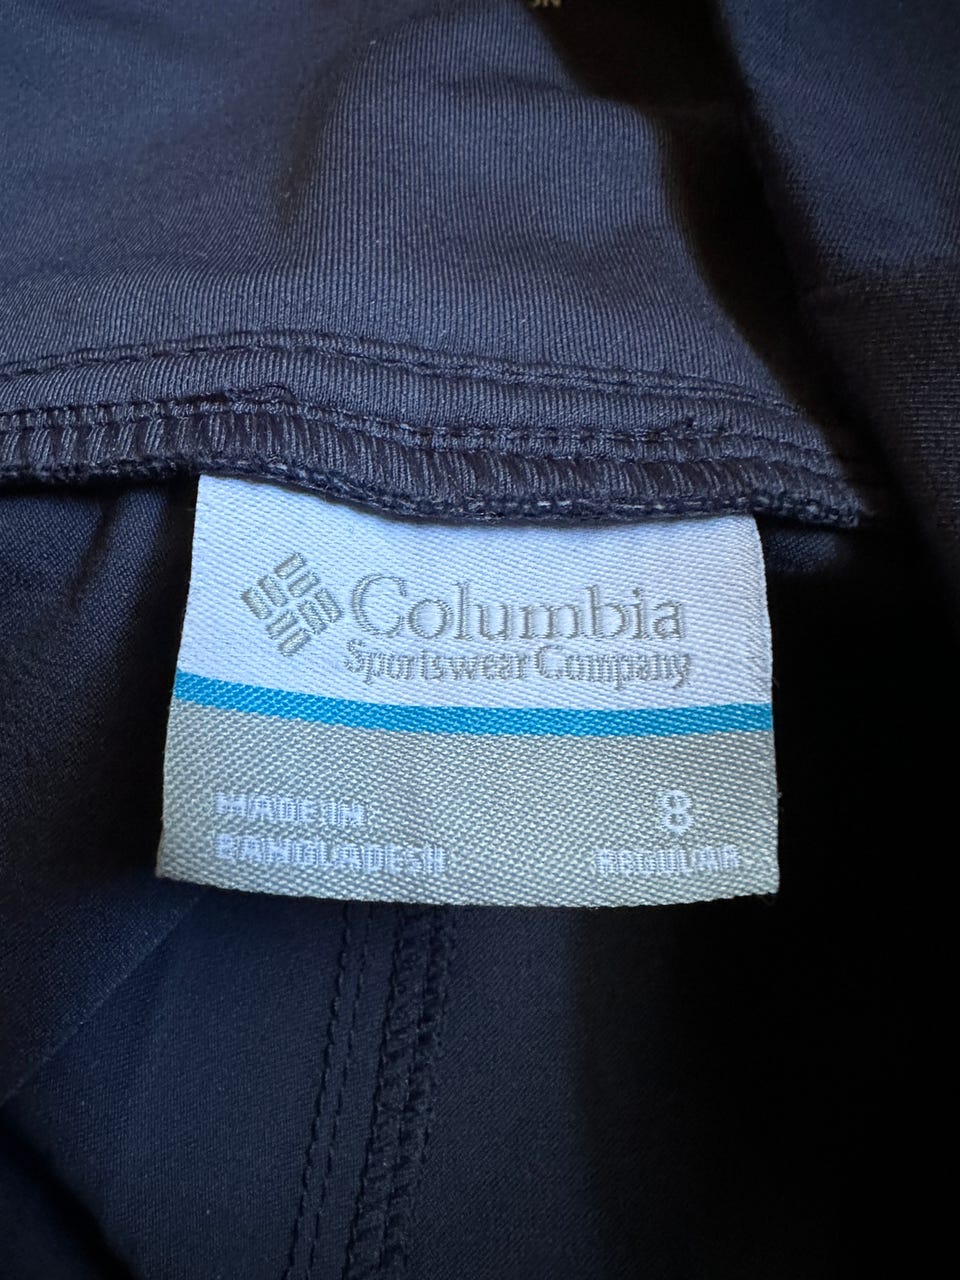 Columbia
Sportswear Company
8
MADE IN
BANGLADESH
REGULAR